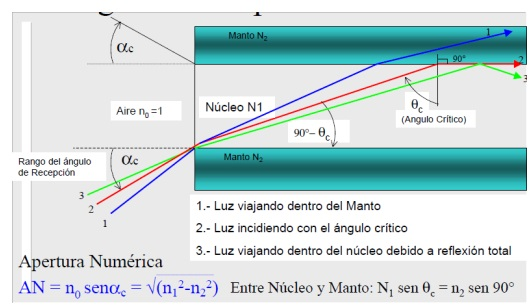 αc
Manto N2
1
90°
2
3
Aire n0 =1
Núcleo N1
θc
(Angulo Crítico)
90°– θc
Rango del ángulo
de Recepción
αc
Manto N2
3
2
1
1.- Luz viajando dentro del Manto
2.- Luz incidiendo con el ángulo crítico
3.- Luz viajando dentro del núcleo debido a reflexión total
Apertura Numérica
AN = n0 senαc = √(n1²-n2²) Entre Núcleo y Manto: N1 sen θc = n2 sen 90°